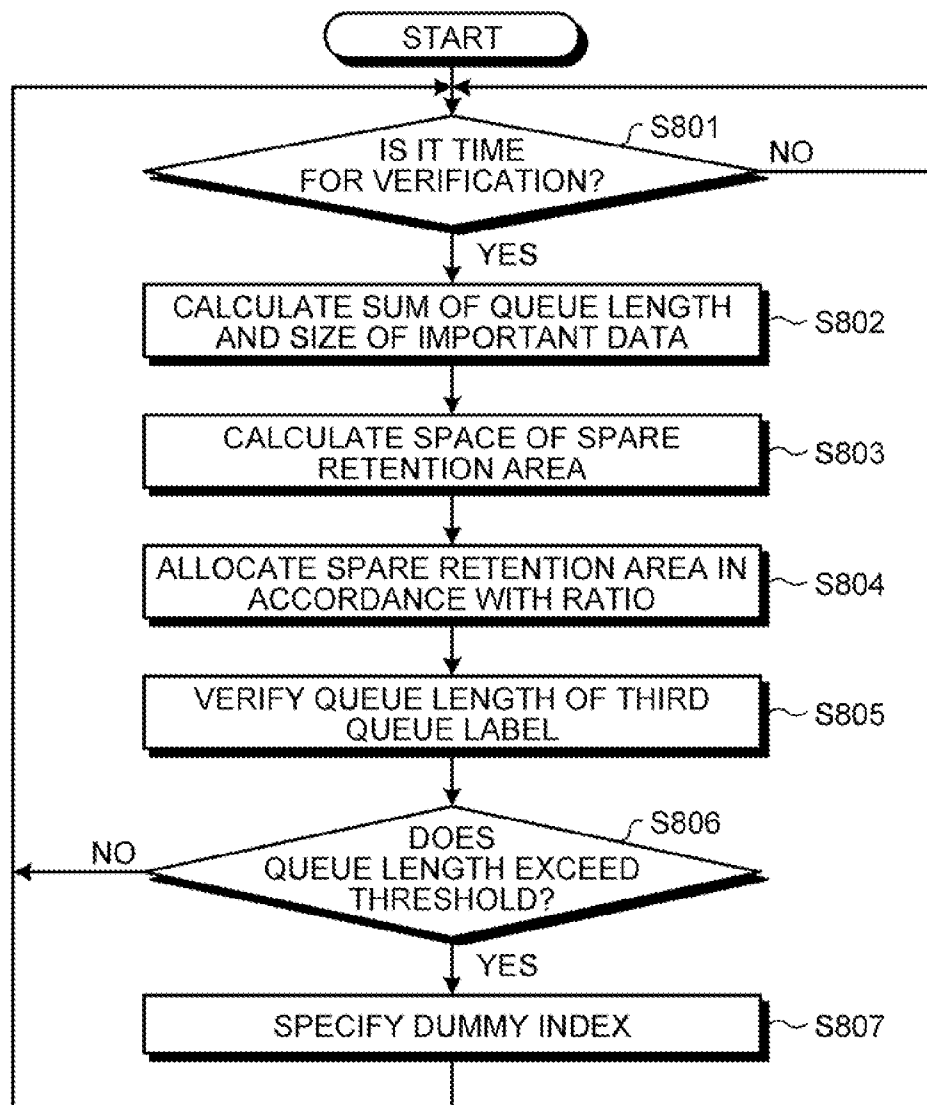 START
S801
IS IT TIME
FOR VERIFICATION?
NO
YES
CALCULATE SUM OF QUEUE LENGTH
AND SIZE OF IMPORTANT DATA
S802
CALCULATE SPACE OF SPARE
RETENTION AREA
S803
ALLOCATE SPARE RETENTION AREA IN
ACCORDANCE WITH RATIO
S804
VERIFY QUEUE LENGTH OF THIRD
QUEUE LABEL
S805
S806
DOES
QUEUE LENGTH EXCEED
THRESHOLD?
NO
YES
SPECIFY DUMMY INDEX
S807